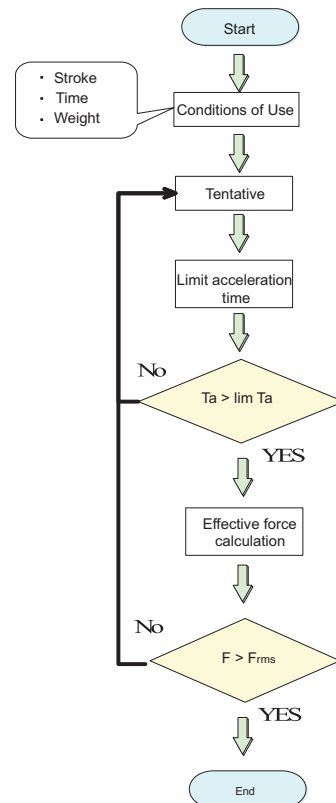 Start
· Stroke
· Time
· Weight
Conditions of Use
Tentative
Limit acceleration
time
No
Ta > lim Ta
YES
Effective force
calculation
No
F > Frms
YES
End